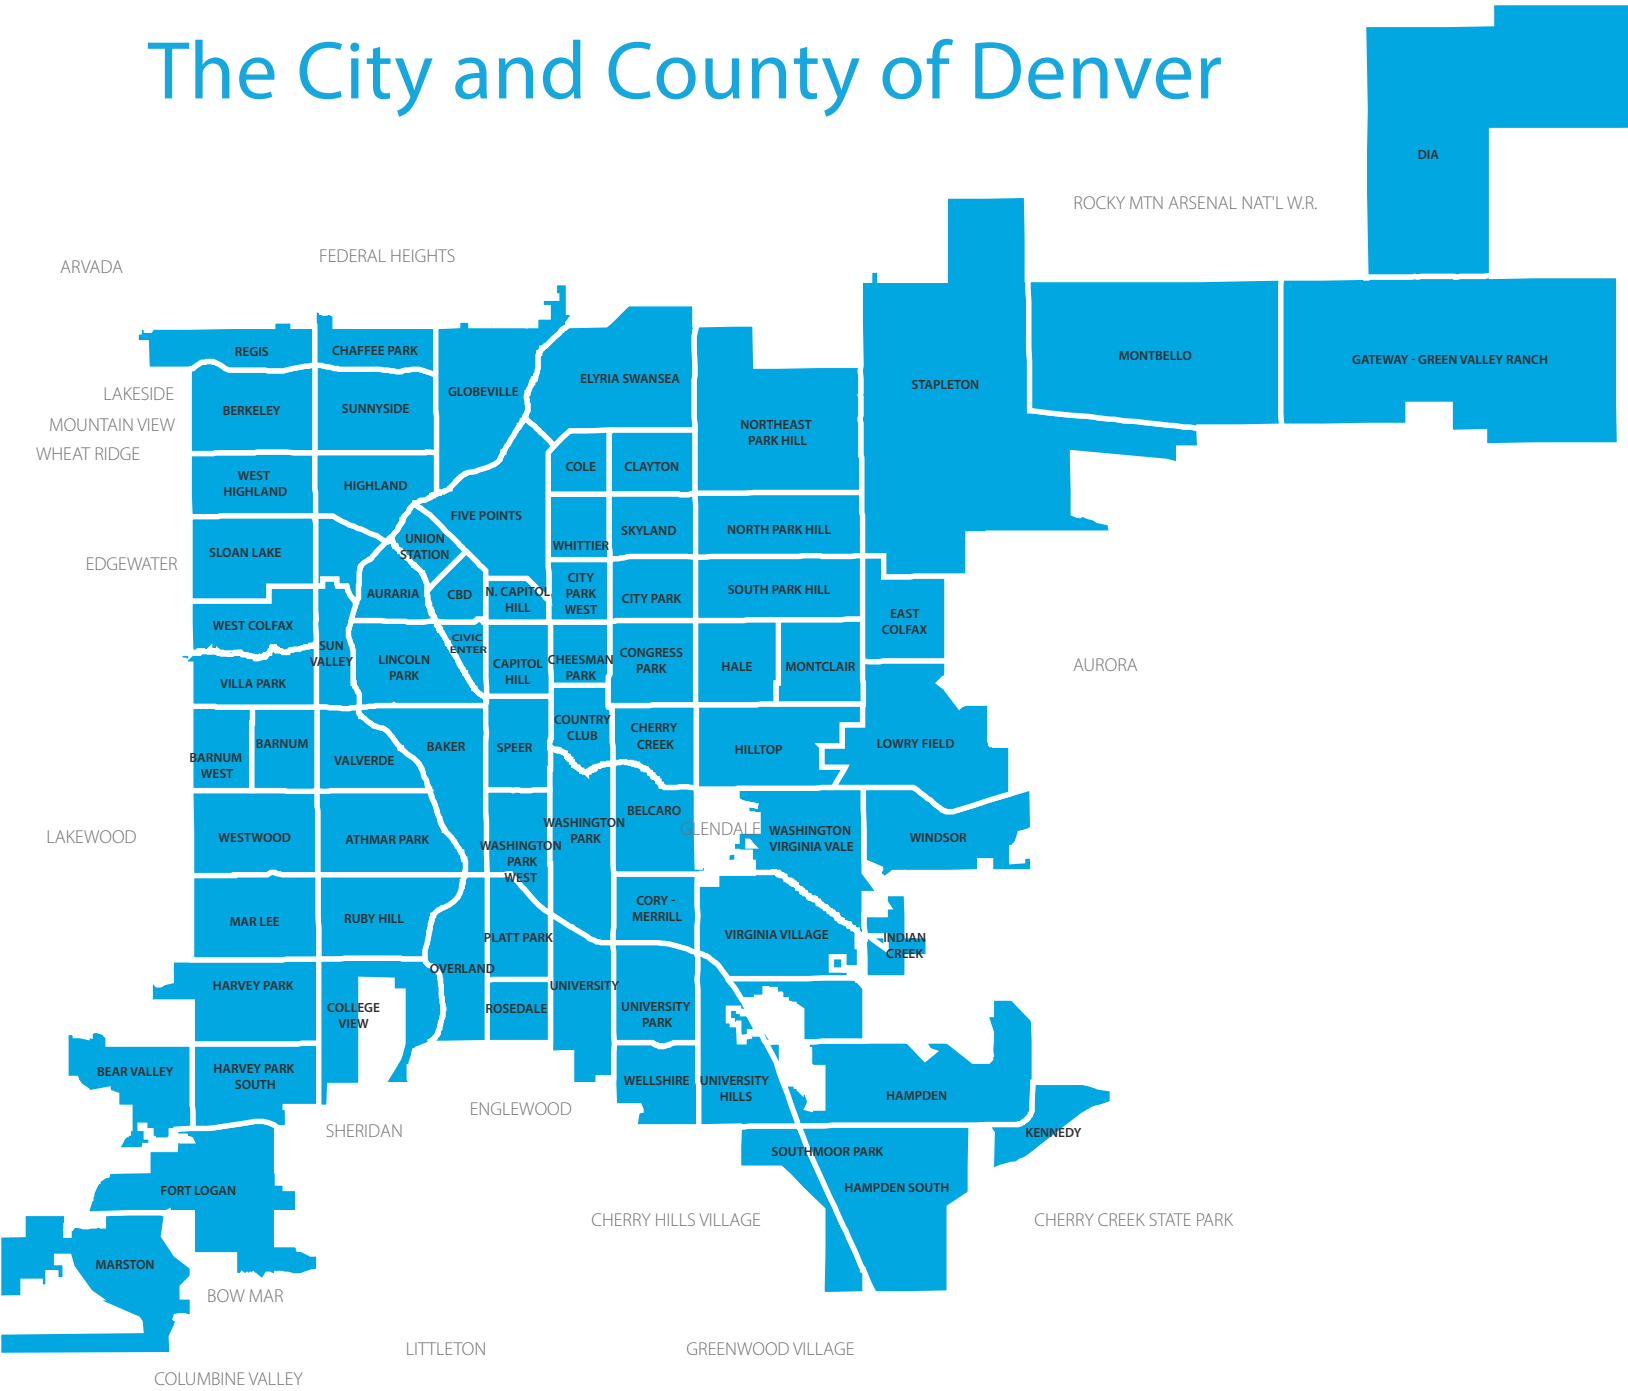 The City and County of Denver
DIA
ROCKY MTN ARSENAL NAT'L W.R.
FEDERAL HEIGHTS
ARVADA
REGIS
CHAFFEE PARK
MONTBELLO
GATEWAY - GREEN VALLEY RANCH
ELYRIA SWANSEA
STAPLETON
GLOBEVILLE
LAKESIDE
BERKELEY
SUNNYSIDE
MOUNTAIN VIEW
NORTHEAST
PARK HILL
WHEAT RIDGE
COLE
CLAYTON
WEST
HIGHLAND
HIGHLAND
FIVE POINTS
SKYLAND
NORTH PARK HILL
UNION
STATION
WHITTIER
SLOAN LAKE
EDGEWATER
CITY
PARK
WEST
AURARIA
CBD
N. CAPITOL
HILL
CITY PARK
SOUTH PARK HILL
EAST
COLFAX
WEST COLFAX
CIVIC
ENTER
SUN
VALLEY
LINCOLN
PARK
CAPITOL
HILL
CHEESMAN
PARK
CONGRESS
PARK
HALE
MONTCLAIR
AURORA
VILLA PARK
COUNTRY
CLUB
CHERRY
CREEK
BARNUM
BARNUM
WEST
VALVERDE
BAKER
SPEER
HILLTOP
LOWRY FIELD
BELCARO
LAKEWOOD
WESTWOOD
ATHMAR PARK
WASHINGTON
PARK
WEST
WASHINGTON
PARK
GLENDALE
WASHINGTON
VIRGINIA VALE
WINDSOR
CORY -
MERRILL
MAR LEE
RUBY HILL
PLATT PARK
VIRGINIA VILLAGE
INDIAN
CREEK
OVERLAND
HARVEY PARK
UNIVERSITY
COLLEGE
VIEW
ROSEDALE
UNIVERSITY
PARK
BEAR VALLEY
HARVEY PARK
SOUTH
WELLSHIRE
UNIVERSITY
HILLS
HAMPDEN
ENGLEWOOD
SHERIDAN
KENNEDY
SOUTHMOOR PARK
FORT LOGAN
HAMPDEN SOUTH
CHERRY HILLS VILLAGE
CHERRY CREEK STATE PARK
MARSTON
BOW MAR
LITTLETON
GREENWOOD VILLAGE
COLUMBINE VALLEY